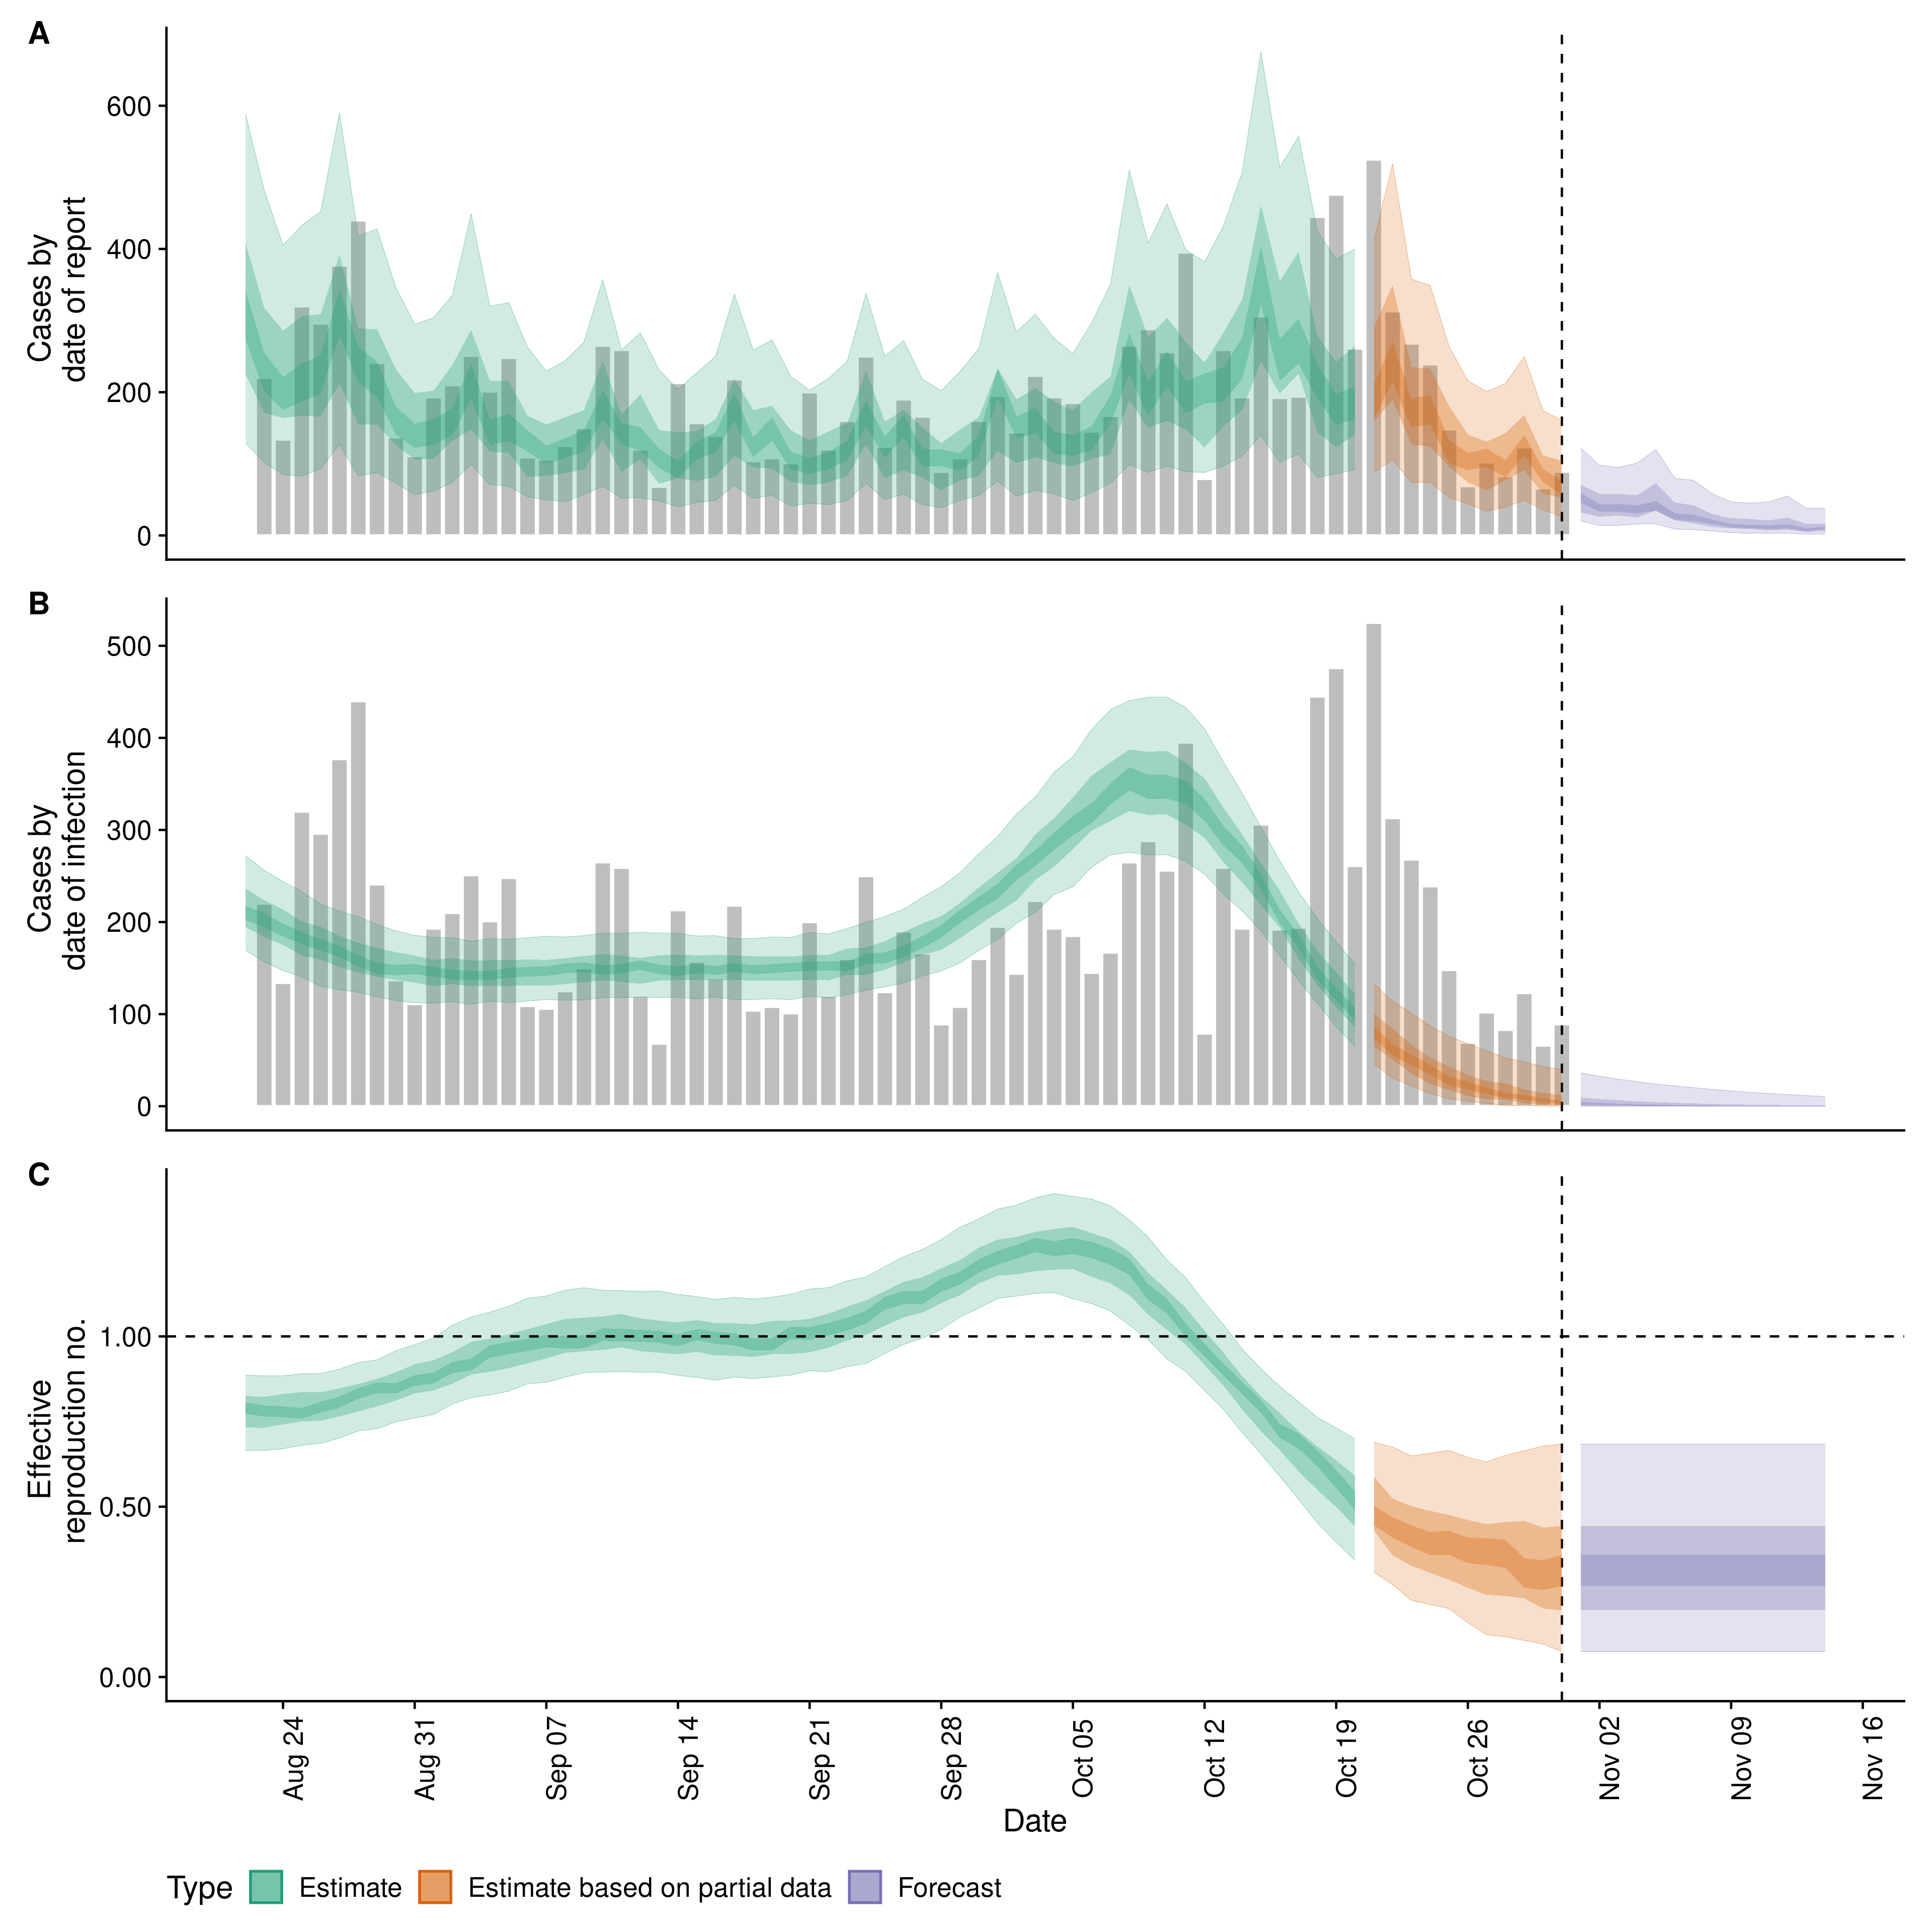 A
Cases by
date of report
600
400
200
0
B
Cases by
date of infection
500
400
300
200
100
0
C
Effective
reproduction no.
1.00
0.50
0.00
Aug 24
Aug 31
Sep 07
Sep 14
Sep 21
Sep 28
Oct 05
Oct 12
Oct 19
Oct 26
Nov 02
Nov 09
Nov 16
Date
Type Estimate Estimate based on partial data Forecast